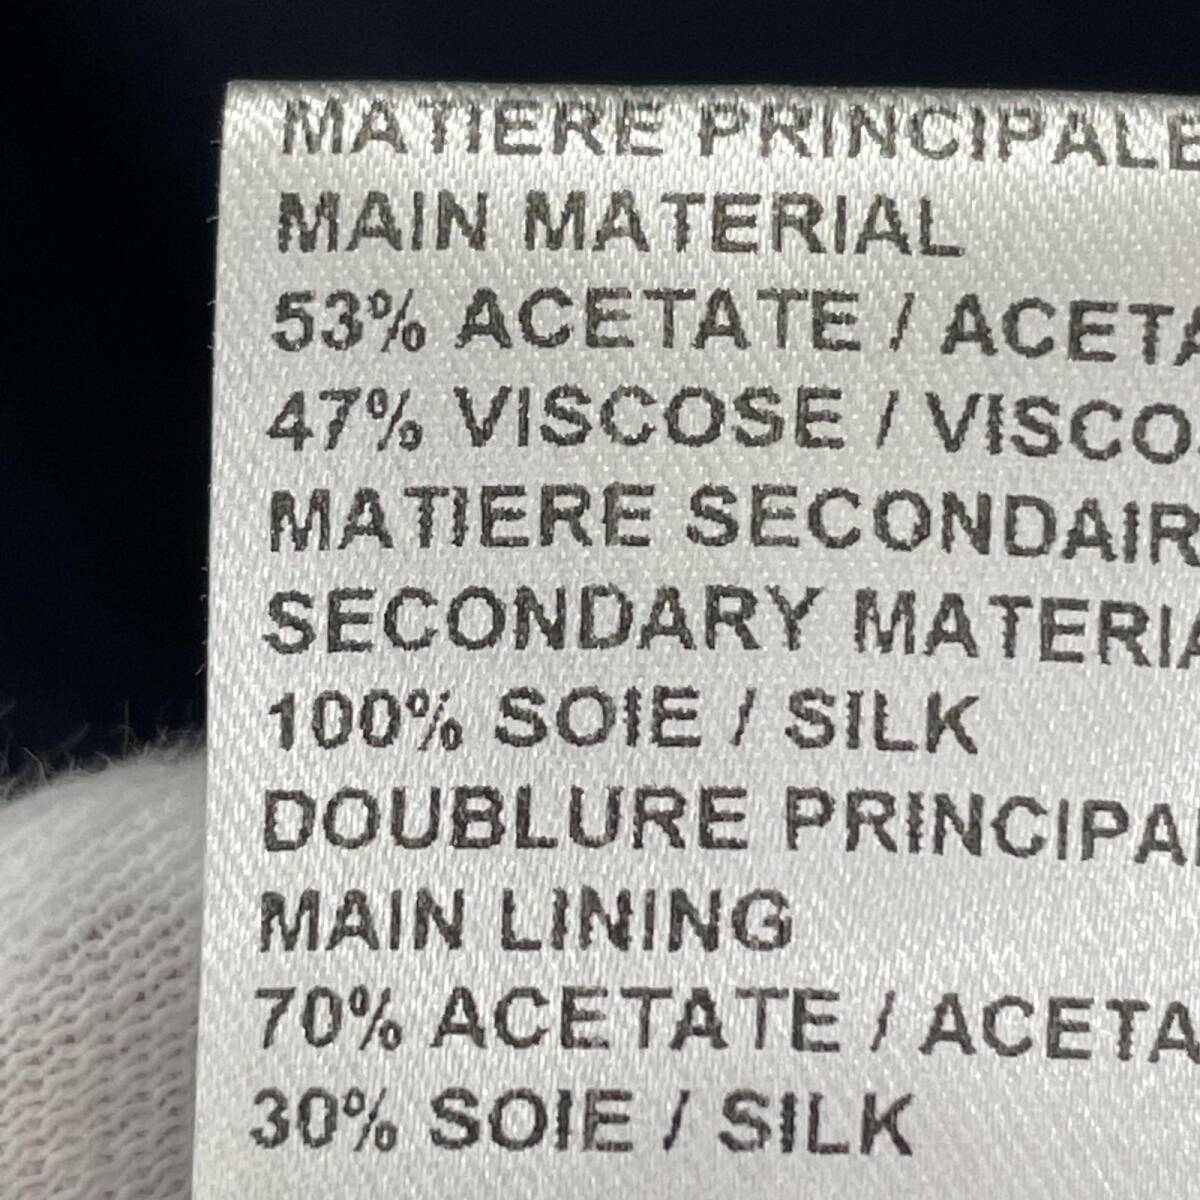 MATIERE PRINCIPALE
MAIN MATERIAL
53% ACETATE / ACETA
47% VISCOSE / VISCO
MATIERE SECONDAIR
SECONDARY MATERIA
100% SOIE / SILK
DOUBLURE PRINCIPA
MAIN LINING
70% ACETATE / ACETA
30% SOIE / SILK